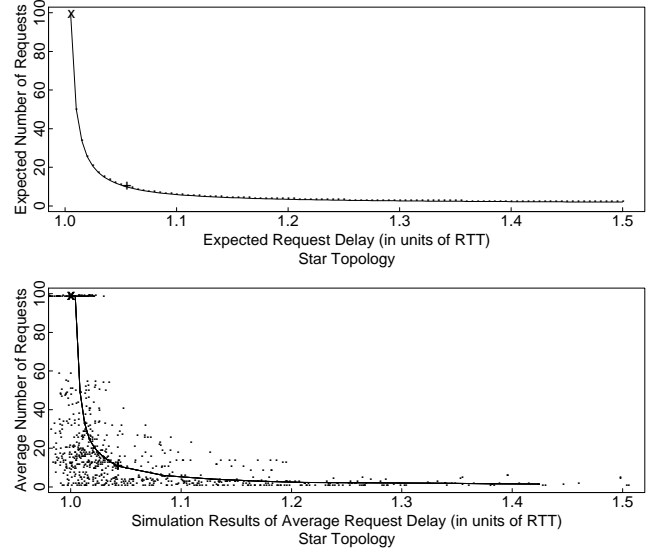 Expected Number of Requests
0 20 40 60 80 100
x
+
1.0 1.1 1.2 1.3 1.4 1.5
Expected Request Delay (in units of RTT)
Star Topology
Average Number of Requests
0 20 40 60 80 100
x
+
1.0 1.1 1.2 1.3 1.4 1.5
Simulation Results of Average Request Delay (in units of RTT)
Star Topology